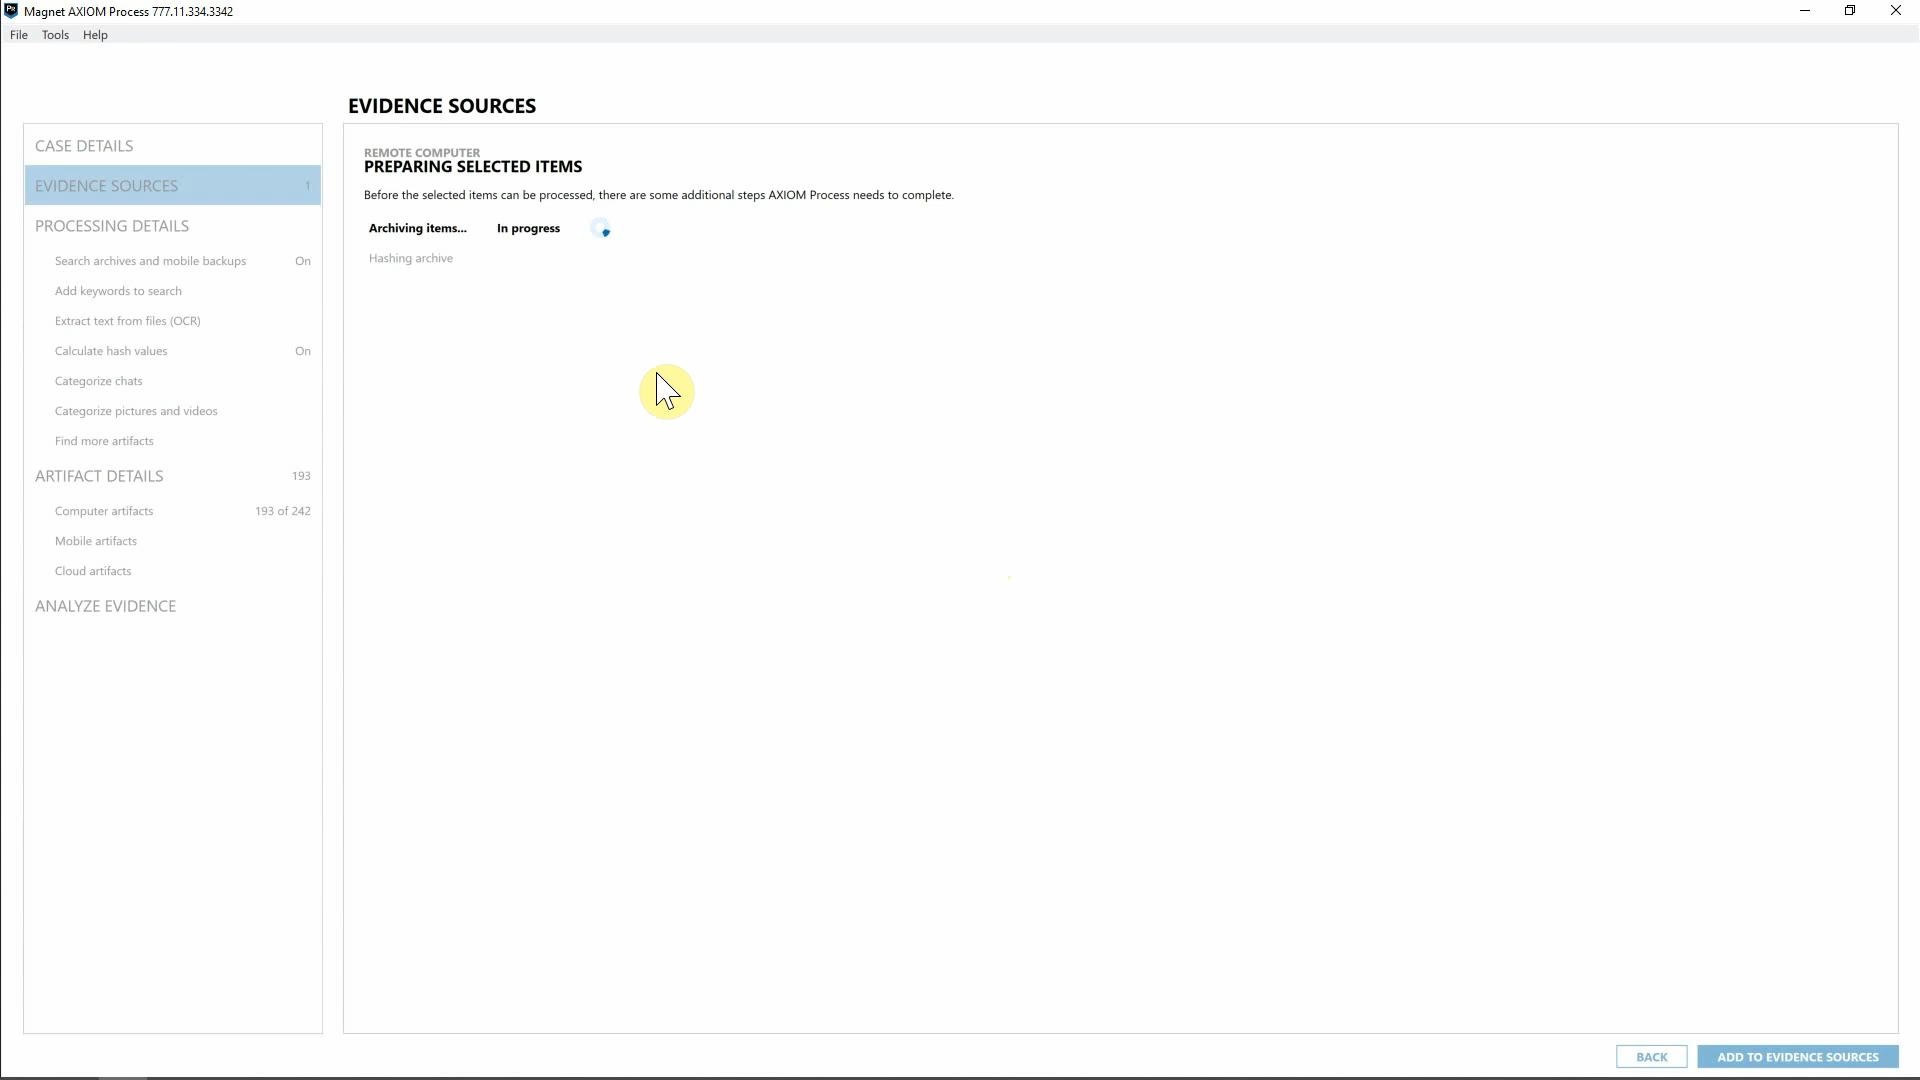 Magnet AXIOM Process 777.11.334.3342
File Tools Help
EVIDENCE SOURCES
CASE DETAILS
EVIDENCE SOURCES 1
PROCESSING DETAILS
Search archives and mobile backups On
Add keywords to search
Extract text from files (OCR)
Calculate hash values On
Categorize chats
Categorize pictures and videos
Find more artifacts
ARTIFACT DETAILS 193
Computer artifacts 193 of 242
Mobile artifacts
Cloud artifacts
ANALYZE EVIDENCE
REMOTE COMPUTER
PREPARING SELECTED ITEMS
Before the selected items can be processed, there are some additional steps AXIOM Process needs to complete.
Archiving items... In progress
Hashing archive
BACK ADD TO EVIDENCE SOURCES